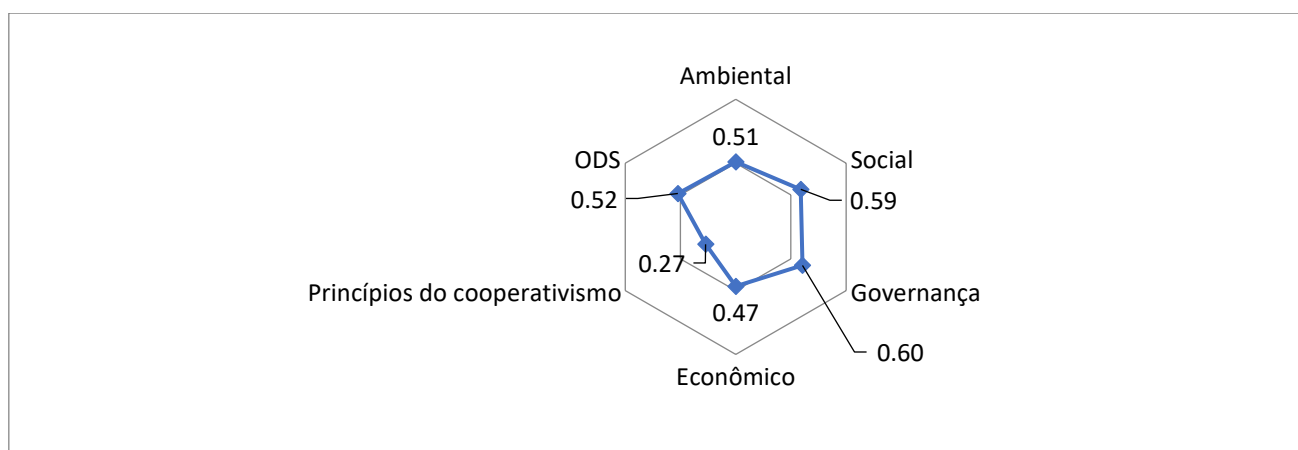 Ambiental
0.51
ODS
Social
0.52
0.59
0.27
Princípios do cooperativismo
Governança
0.47
0.60
Econômico